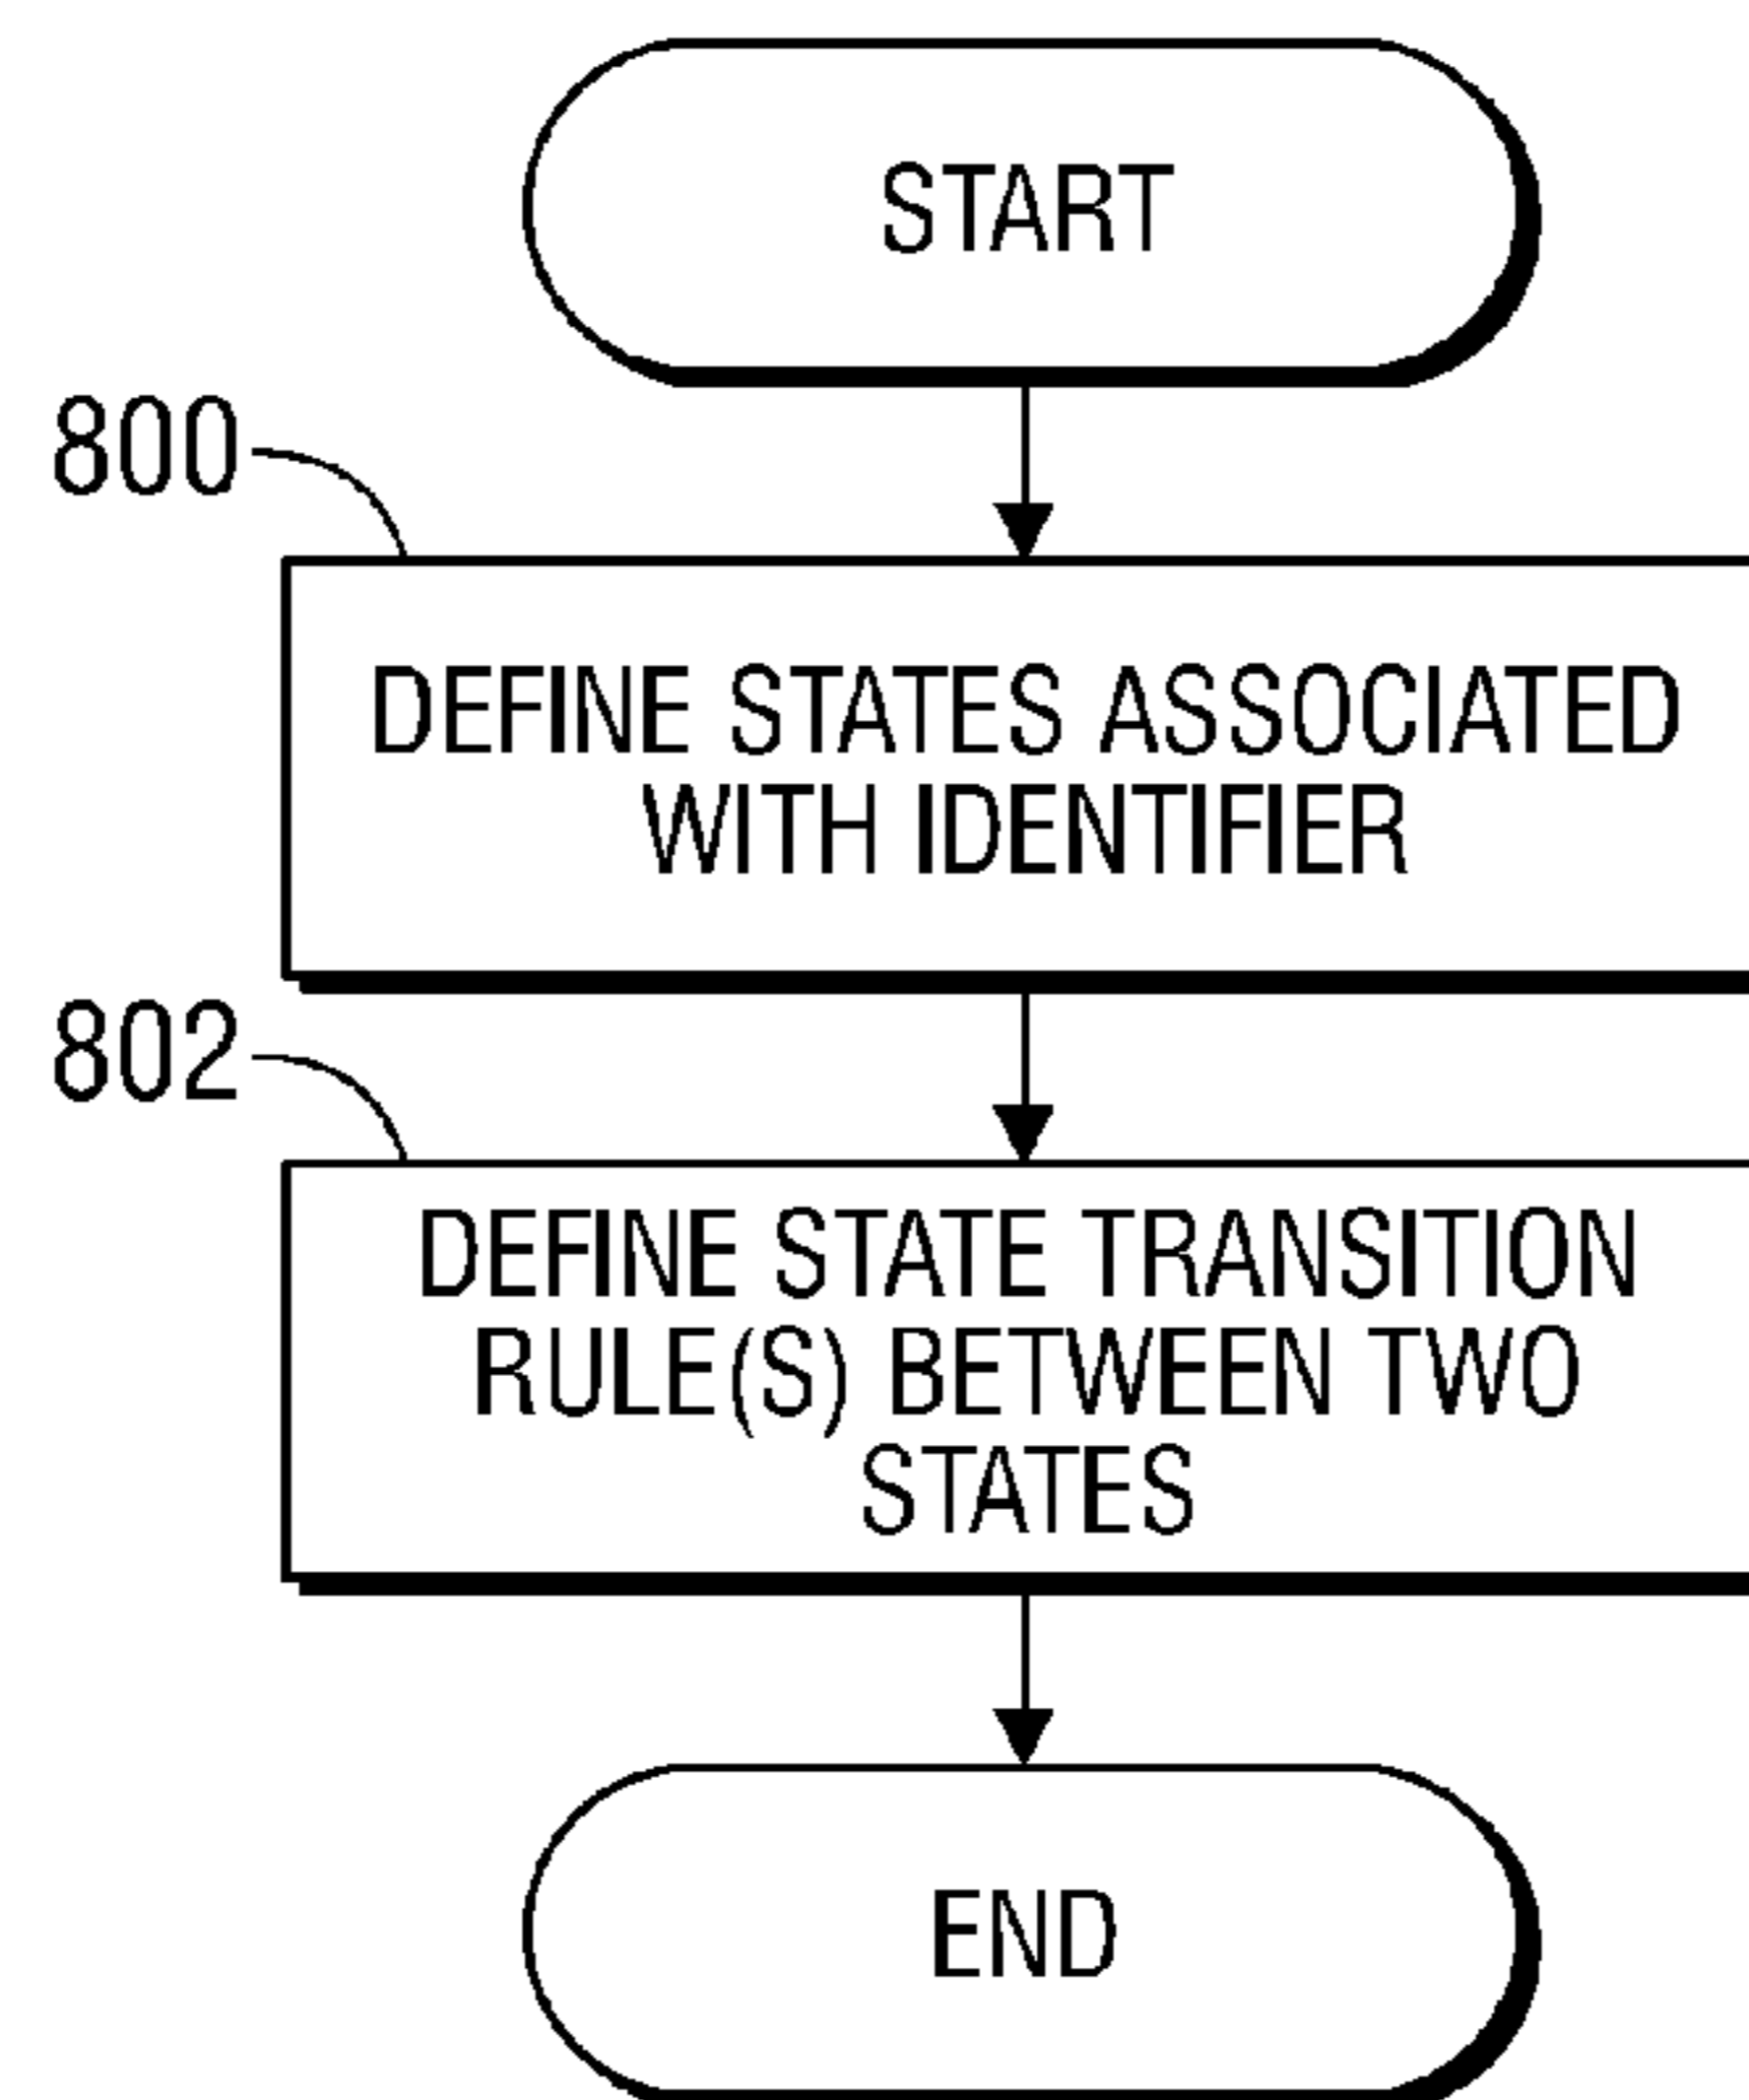 START
800
DEFINE STATES ASSOCIATED
WITH IDENTIFIER
802
DEFINE STATE TRANSITION
RULE(S) BETWEEN TWO
STATES
END